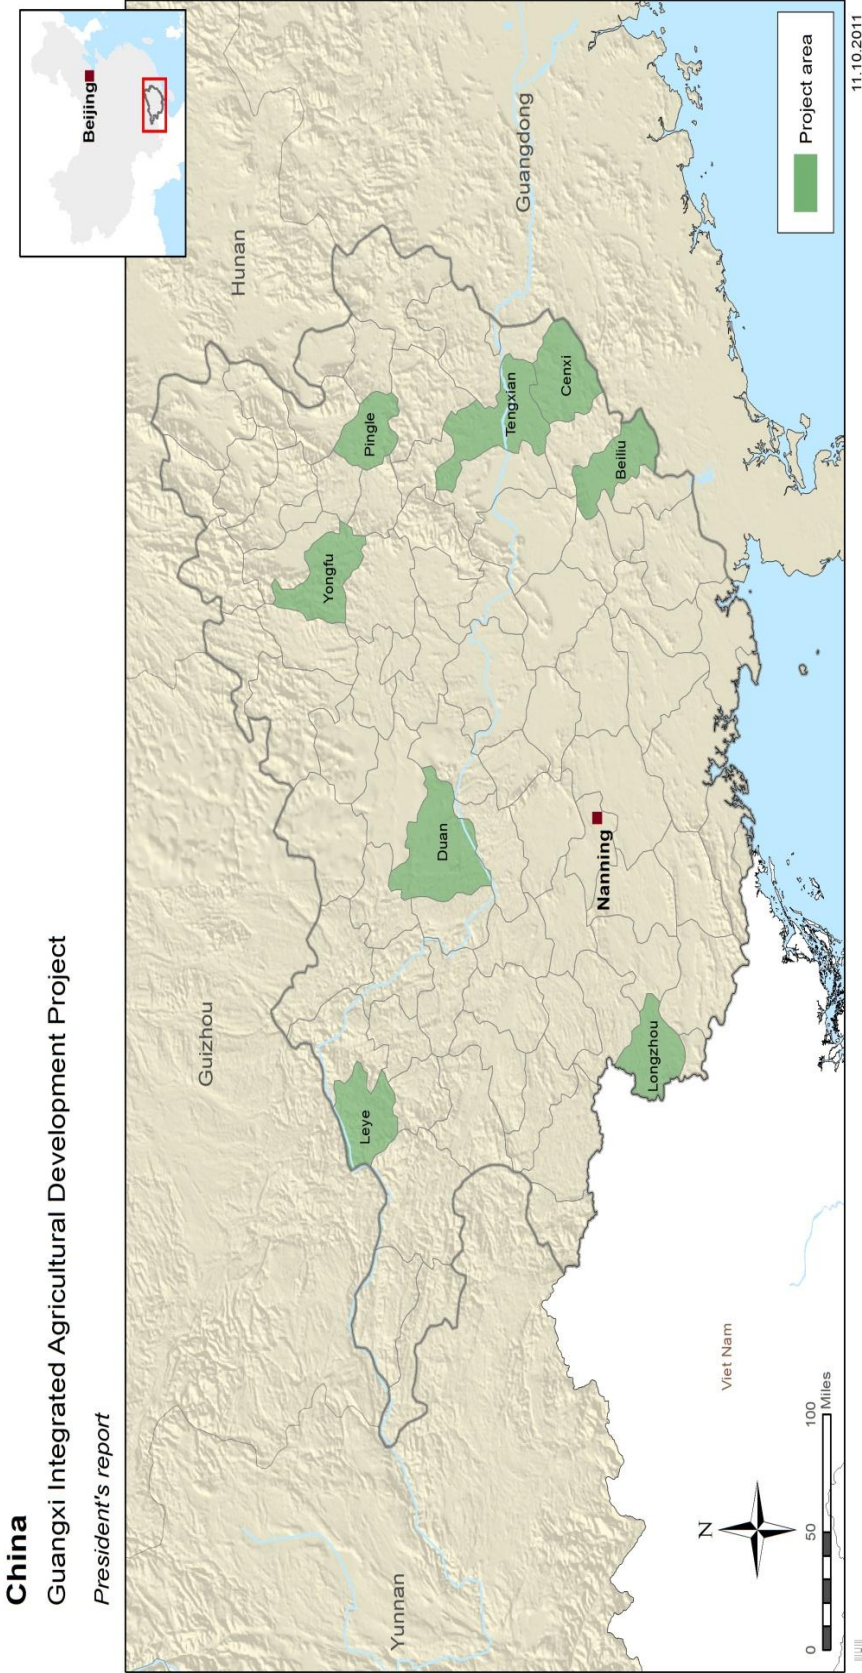 China
Guangxi Integrated Agricultural Development Project
President's report
Beijing
Hunan
Guizhou
Guangdong
Yunnan
Pingle
Yongfu
Tengxian
Cenxi
Beiliu
Duan
Leye
Nanning
Longzhou
Viet Nam
N
0 50 100
Miles
Project area
11.10.2011